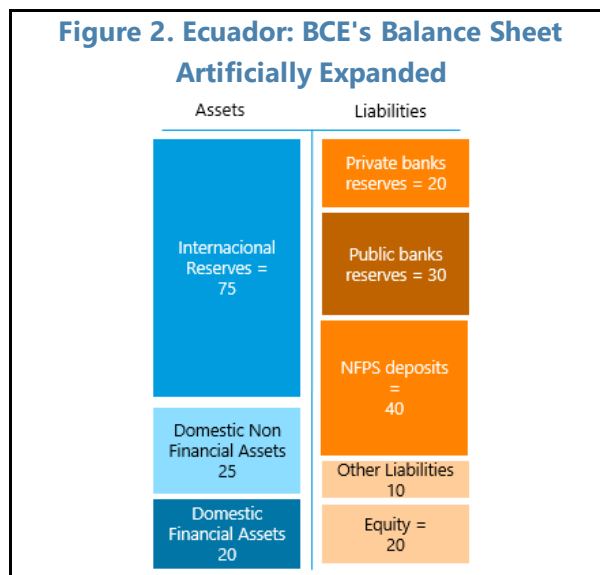 Figure 2. Ecuador: BCE's Balance Sheet
Artificially Expanded
Assets
Liabilities
Internacional
Reserves =
75
Domestic Non
Financial Assets
25
Domestic
Financial Assets
20
Private banks
reserves = 20
Public banks
reserves = 30
NFPS deposits
=
40
Other Liabilities
10
Equity =
20